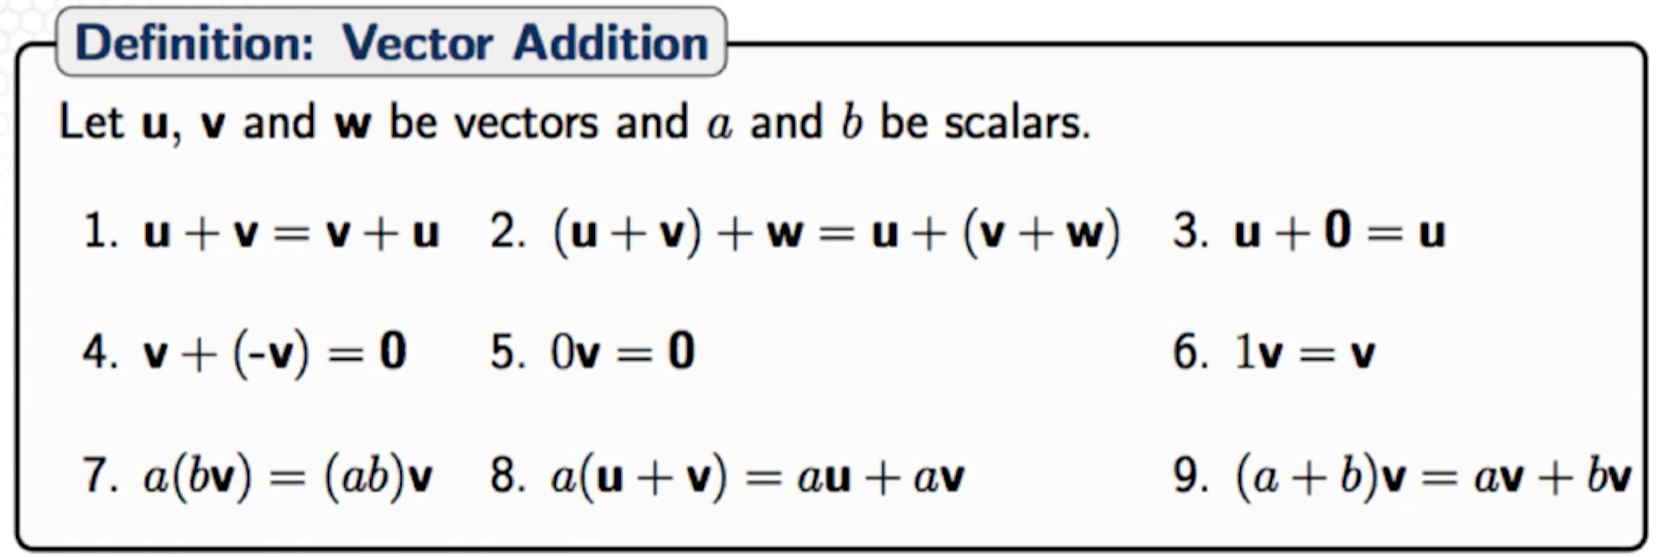 Definition: Vector Addition
Let u, v and w be vectors and a and b be scalars.
1. u + v = v + u 2. (u + v) + w = u + (v + w) 3. u + 0 = u
4. v + (-v) = 0 5. 0v = 0 6. 1v = v
7. a(bv) = (ab)v 8. a(u + v) = au + av 9. (a + b)v = av + bv